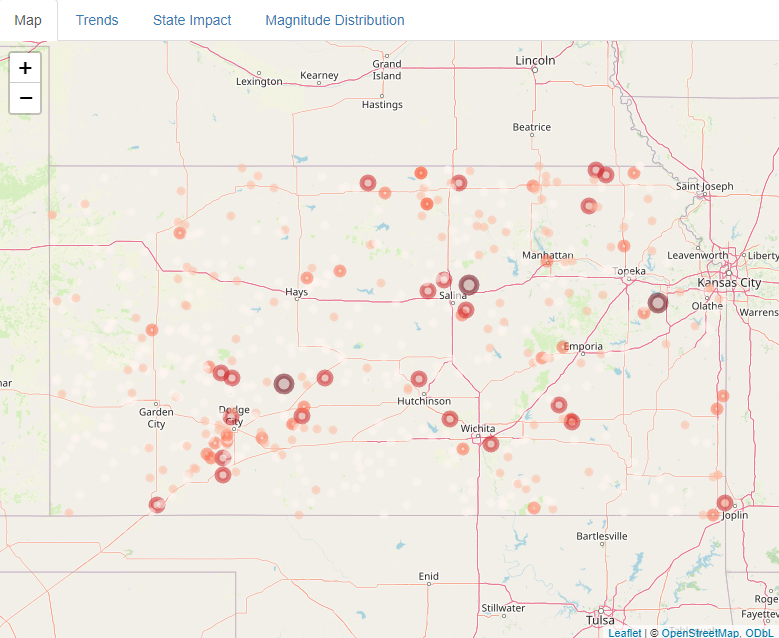 Map Trends State Impact Magnitude Distribution
+
−
Lincoln
Grand
Island
Kearney
Lexington
Hastings
Beatrice
Saint Joseph
Manhattan
Leavenworth
Liberty
Topeka
Kansas City
Hays
Salina
Olathe
Warrens
Emporia
nar
Hutchinson
Garden
City
Dodge
City
Wichita
Joplin
Bartlesville
Enid
Stillwater
Roge
Fayettev
Tulsa
Leaflet | © OpenStreetMap, ODbL